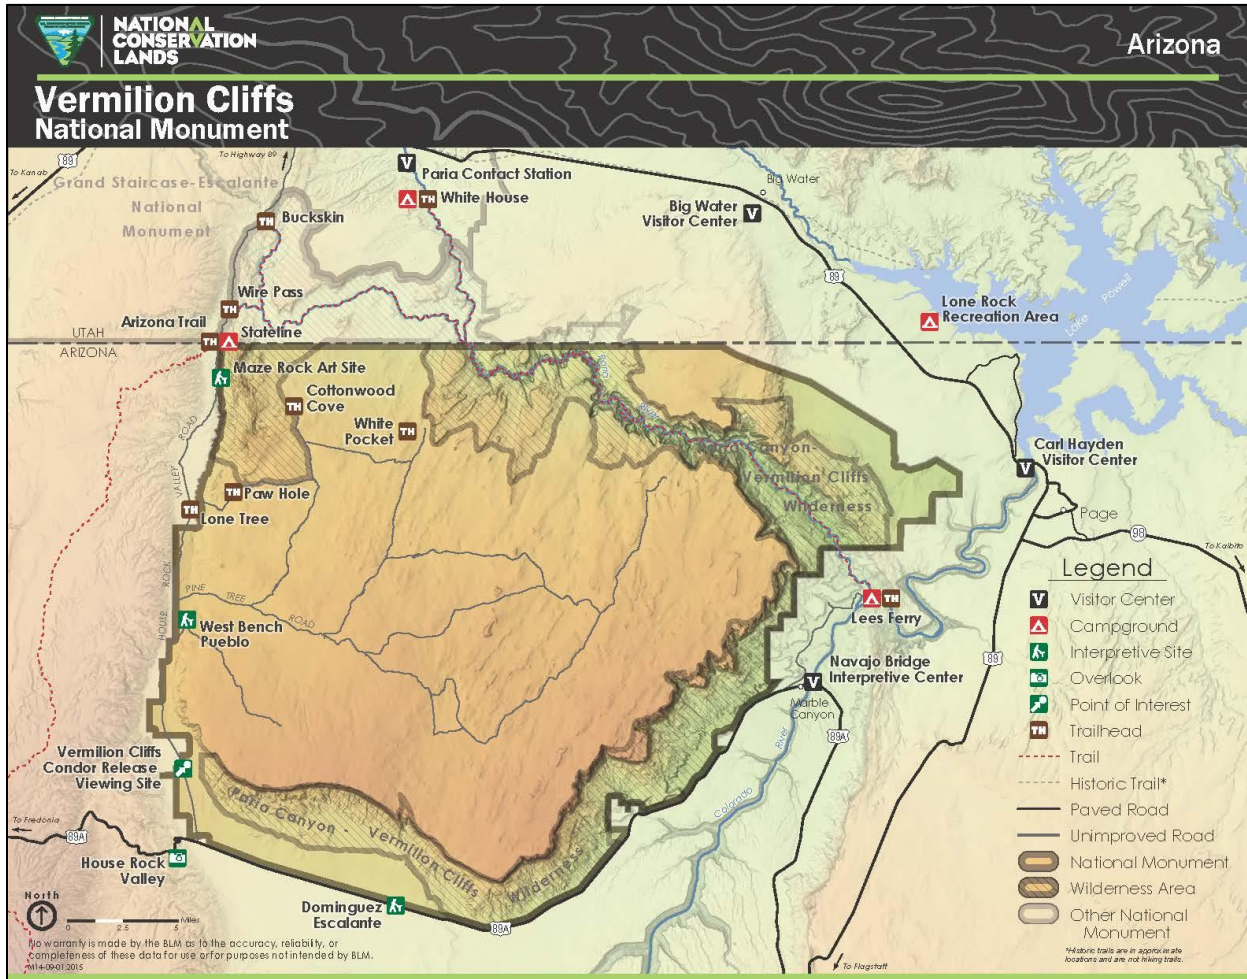 NATIONAL
CONSERVATION
LANDS
Arizona
Vermilion Cliffs
National Monument
To Highway 89
89
To Kanab
Grand Staircase-Escalante
National
Monument
Paria Contact Station
White House
Buckskin
Big Water
Big Water
Visitor Center
89
Wire Pass
Lone Rock
Recreation Area
Lake Powell
Arizona Trail
Stateline
UTAH
ARIZONA
Maze Rock Art Site
Cottonwood
Cove
White
Pocket
River
Canyon-
Vermilion Cliffs
Wilderness
Carl Hayden
Visitor Center
Paw Hole
Lone Tree
Page
98
To Kaibito
HOUSE ROCK VALLEY ROAD
PINE TREE ROAD
West Bench
Pueblo
Lees Ferry
Navajo Bridge
Interpretive Center
Marble
Canyon
89A
89
Vermilion Cliffs
Condor Release
Viewing Site
Colorado River
Paria Canyon - Vermilion Cliffs Wilderness
To Fredonia
89A
House Rock
Valley
Dominguez
Escalante
89A
To Flagstaff
Legend
V Visitor Center
Campground
Interpretive Site
Overlook
Point of Interest
TH Trailhead
Trail
Historic Trail*
Paved Road
Unimproved Road
National Monument
Wilderness Area
Other National
Monument
*Historic trails are in approximate
locations and are not hiking trails.
North
Miles
0 2.5 5
No warranty is made by the BLM as to the accuracy, reliability, or
completeness of these data for use or for purposes not intended by BLM.
M14-09-01:2015